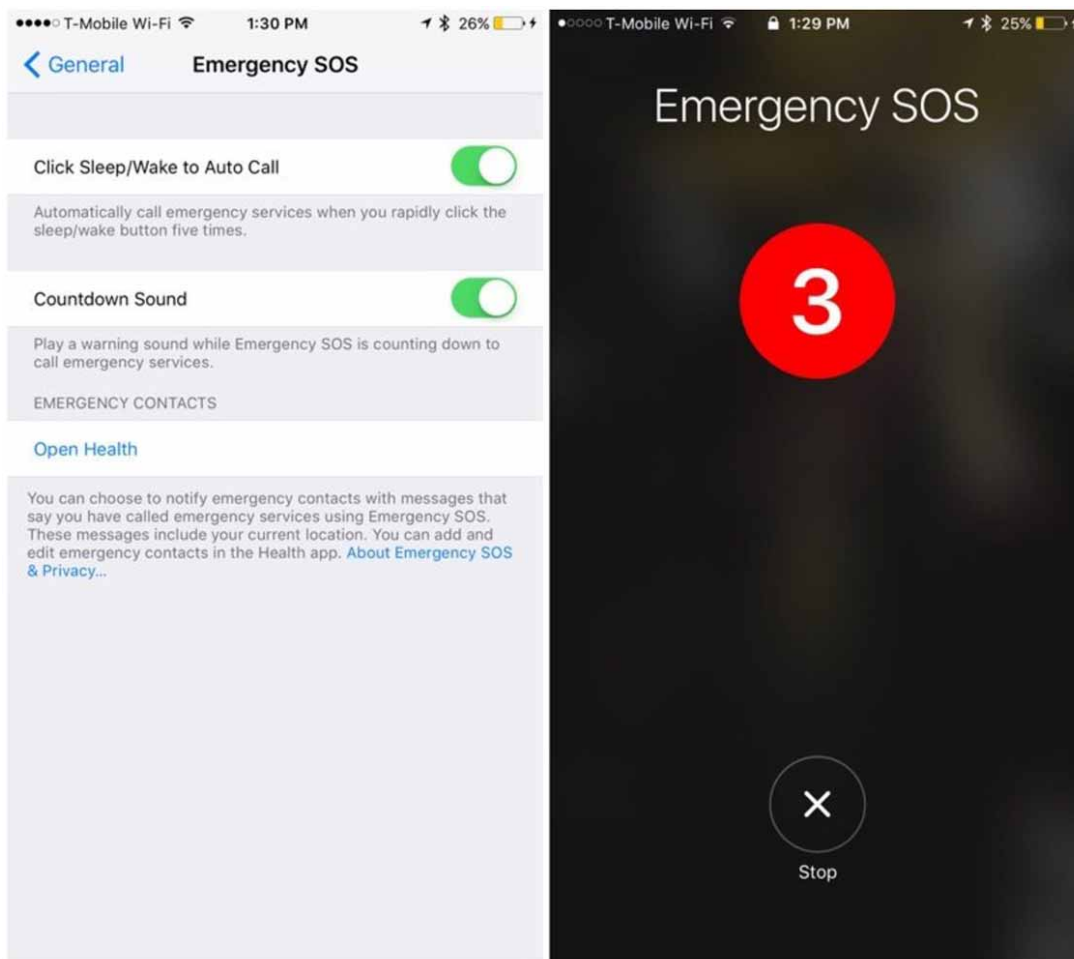 T-Mobile Wi-Fi 1:30 PM 26%
General Emergency SOS
Click Sleep/Wake to Auto Call
Automatically call emergency services when you rapidly click the
sleep/wake button five times.
Countdown Sound
Play a warning sound while Emergency SOS is counting down to
call emergency services.
EMERGENCY CONTACTS
Open Health
You can choose to notify emergency contacts with messages that
say you have called emergency services using Emergency SOS.
These messages include your current location. You can add and
edit emergency contacts in the Health app. About Emergency SOS
& Privacy...
T-Mobile Wi-Fi 1:29 PM 25%
Emergency SOS
3
Stop